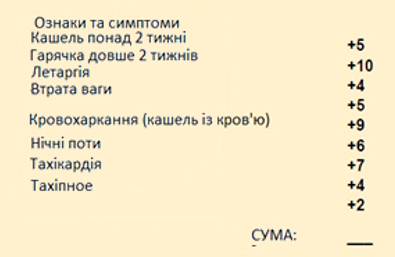 Ознаки та симптоми
Кашель понад 2 тижні
+5
Гарячка довше 2 тижнів
+10
Летаргія
+4
Втрата ваги
+5
Кровохаркання (кашель із кров'ю)
+9
Нічні поти
+6
Тахікардія
+7
Тахіпное
+4
+2
СУМА: